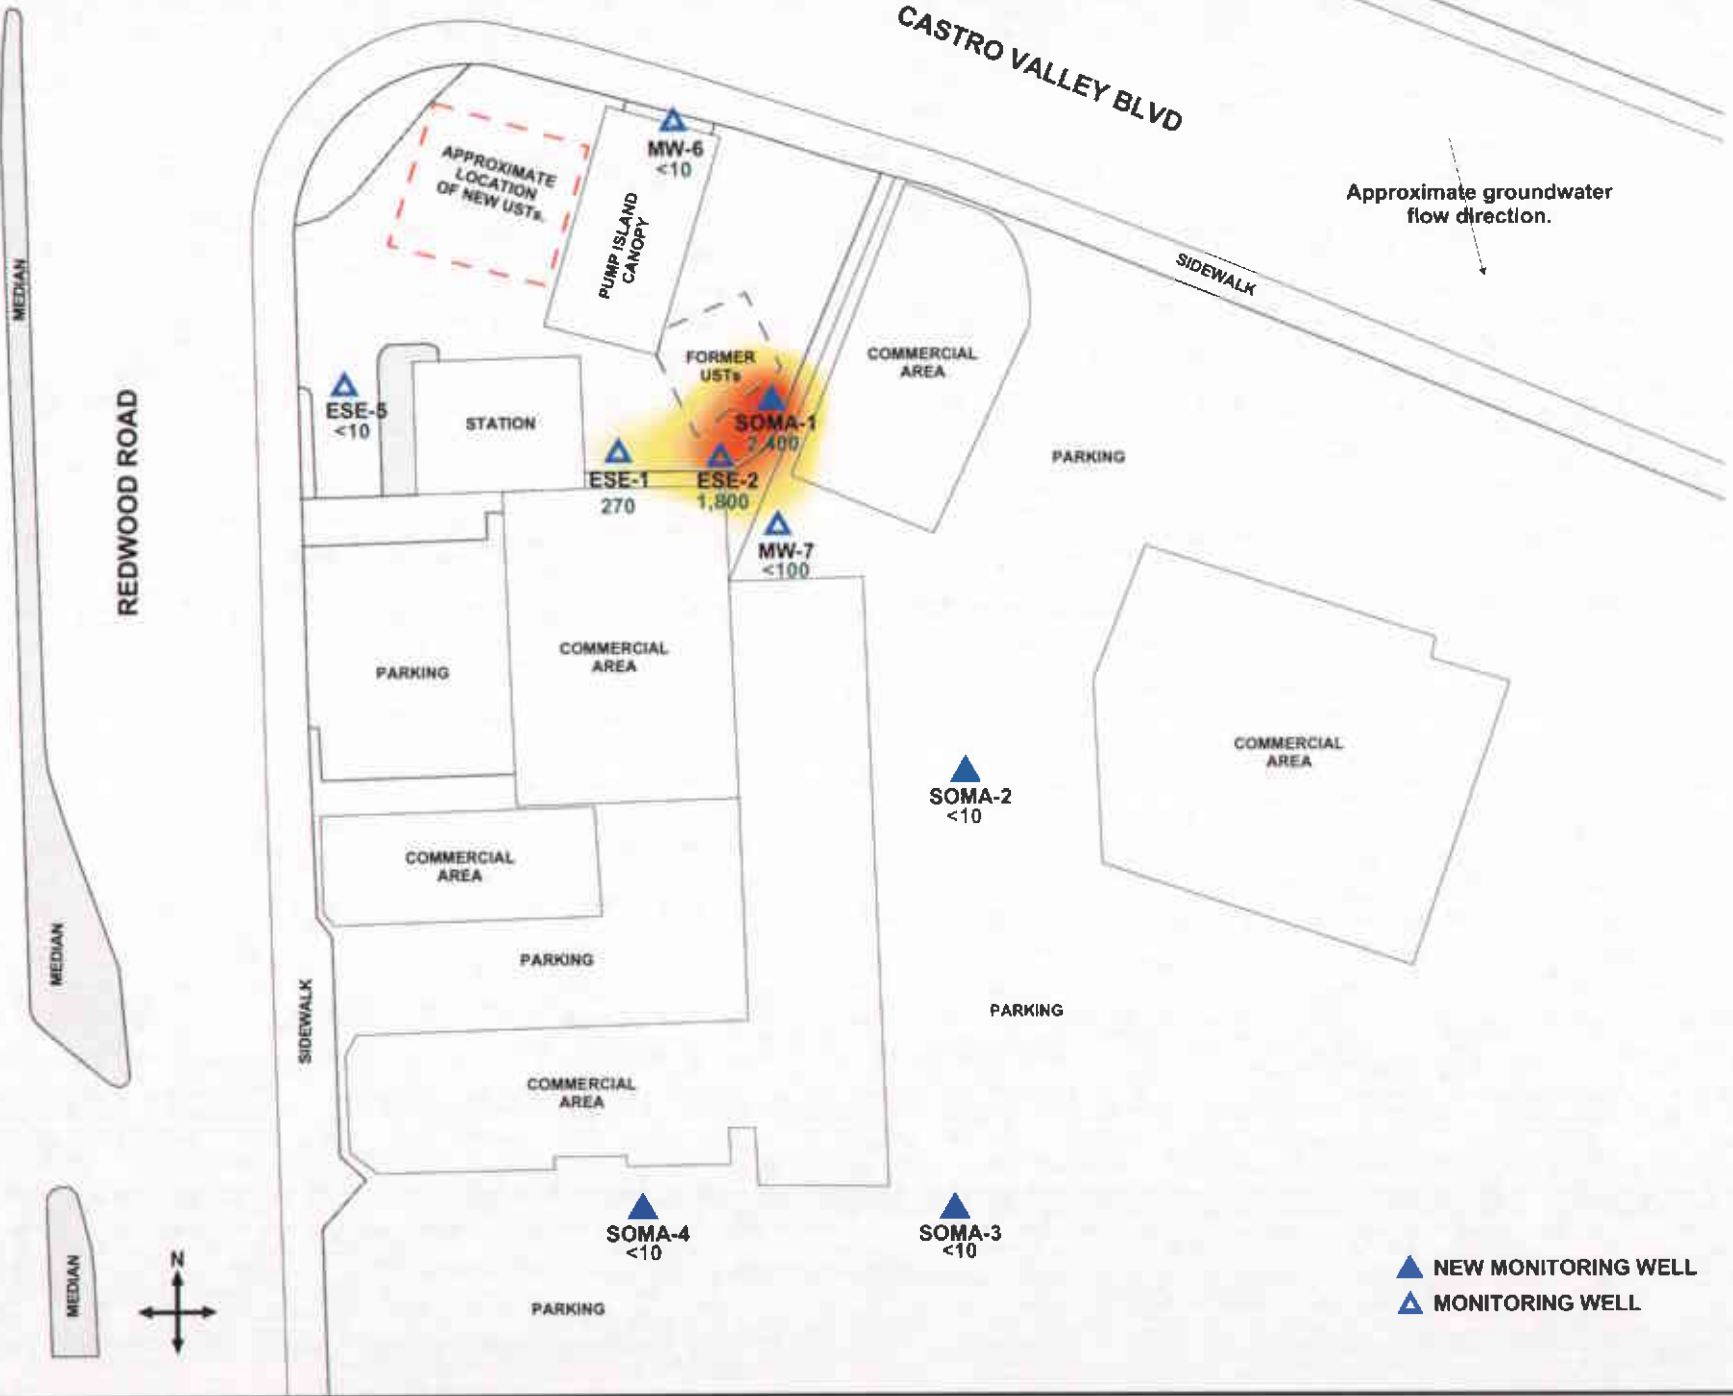 CASTRO VALLEY BLVD
MW-6
<10
APPROXIMATE
LOCATION
OF NEW USTs.
PUMP ISLAND
CANOPY
Approximate groundwater
flow direction.
SIDEWALK
MEDIAN
REDWOOD ROAD
FORMER
USTs
COMMERCIAL
AREA
ESE-5
<10
STATION
SOMA-1
2,400
PARKING
ESE-1
270
ESE-2
1,800
MW-7
<100
COMMERCIAL
AREA
PARKING
COMMERCIAL
AREA
SOMA-2
<10
COMMERCIAL
AREA
MEDIAN
PARKING
SIDEWALK
PARKING
COMMERCIAL
AREA
SOMA-4
<10
SOMA-3
<10
N
MEDIAN
PARKING
NEW MONITORING WELL
MONITORING WELL